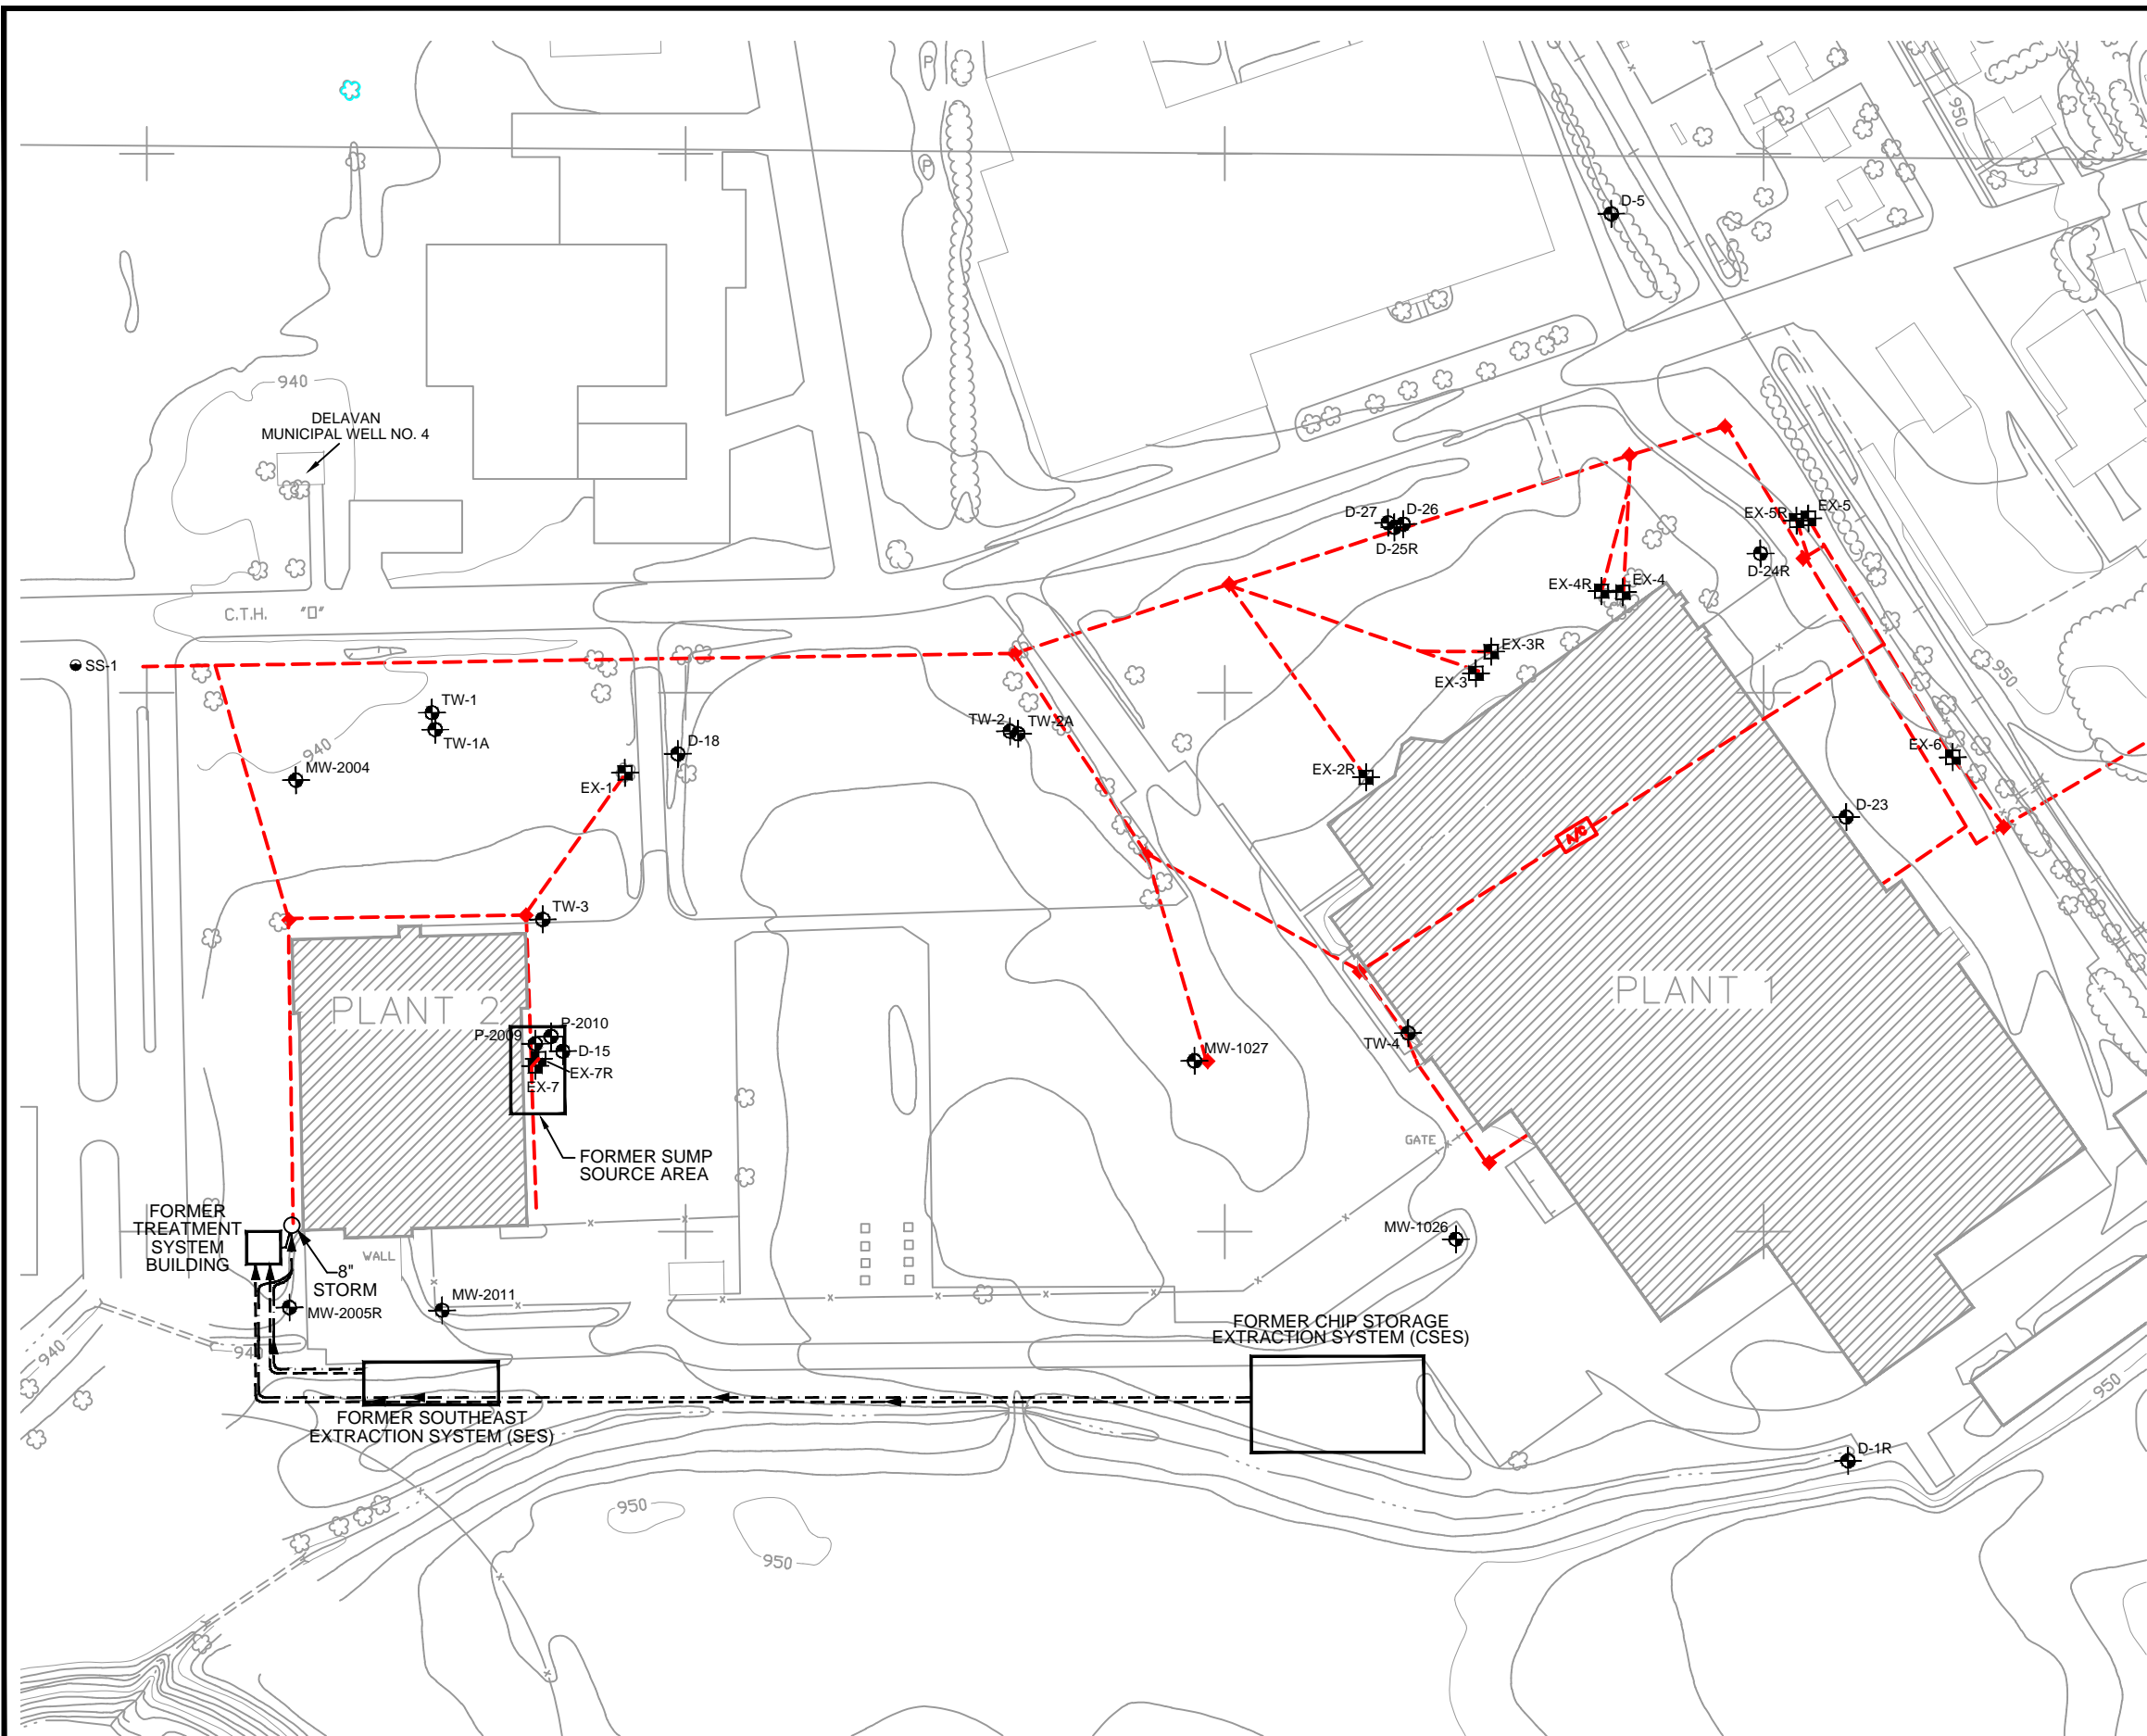 P
P
950
D-5
940
DELAVAN
MUNICIPAL WELL NO. 4
D-27
D-26
D-25R
EX-5R
EX-5
D-24R
EX-4R
EX-4
C.T.H. "D"
SS-1
EX-3R
EX-3
950
TW-1
TW-1A
TW-2
TW-2A
D-18
940
MW-2004
EX-1
EX-2R
EX-6
D-23
A/C
TW-3
PLANT 2
PLANT 1
P-2009
P-2010
D-15
EX-7R
EX-7
TW-4
MW-1027
GATE
FORMER SUMP
SOURCE AREA
FORMER
TREATMENT
SYSTEM
BUILDING
WALL
8"
STORM
MW-1026
MW-2005R
MW-2011
FORMER CHIP STORAGE
EXTRACTION SYSTEM (CSES)
940
940
950
FORMER SOUTHEAST
EXTRACTION SYSTEM (SES)
D-1R
950
950